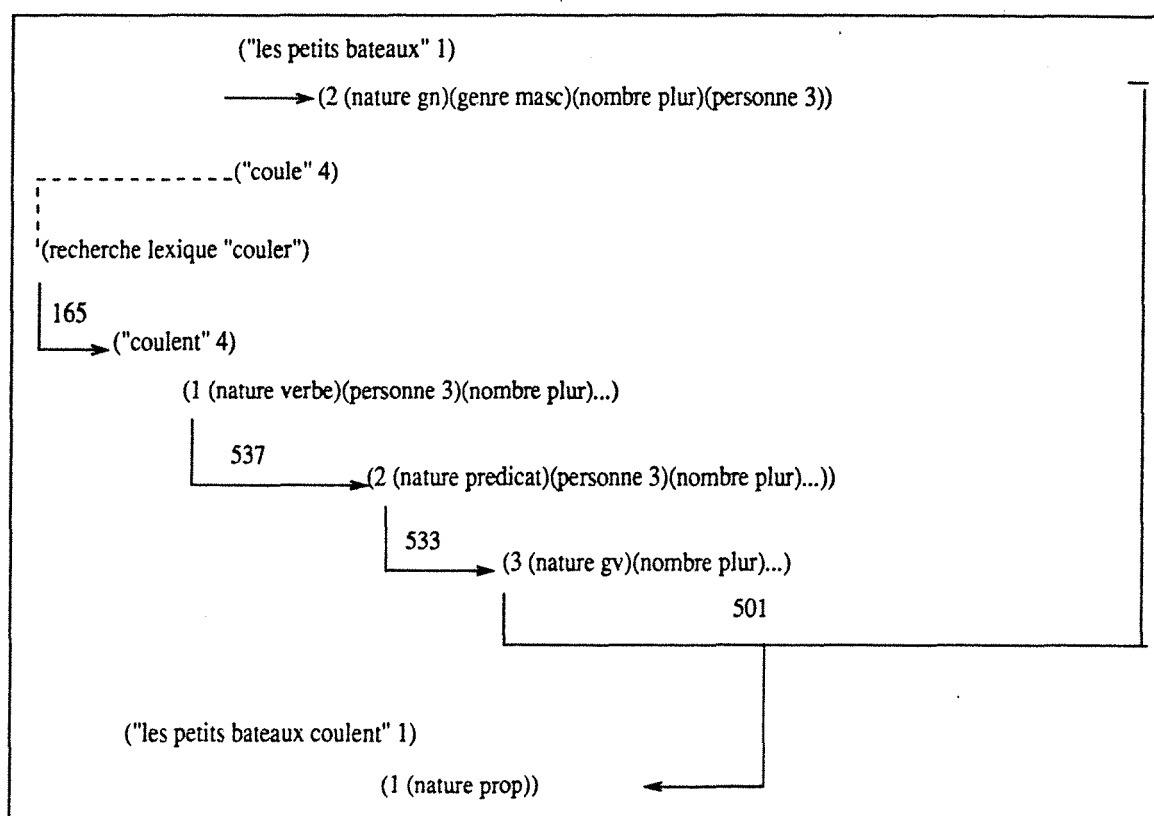 ("les petits bateaux" 1)
(2 (nature gn)(genre masc)(nombre plur)(personne 3))
("coule" 4)
(recherche lexique "couler")
165
("coulent" 4)
(1 (nature verbe)(personne 3)(nombre plur)...)
537
(2 (nature predicat)(personne 3)(nombre plur)...))
533
(3 (nature gv)(nombre plur)...)
501
("les petits bateaux coulent" 1)
(1 (nature prop))